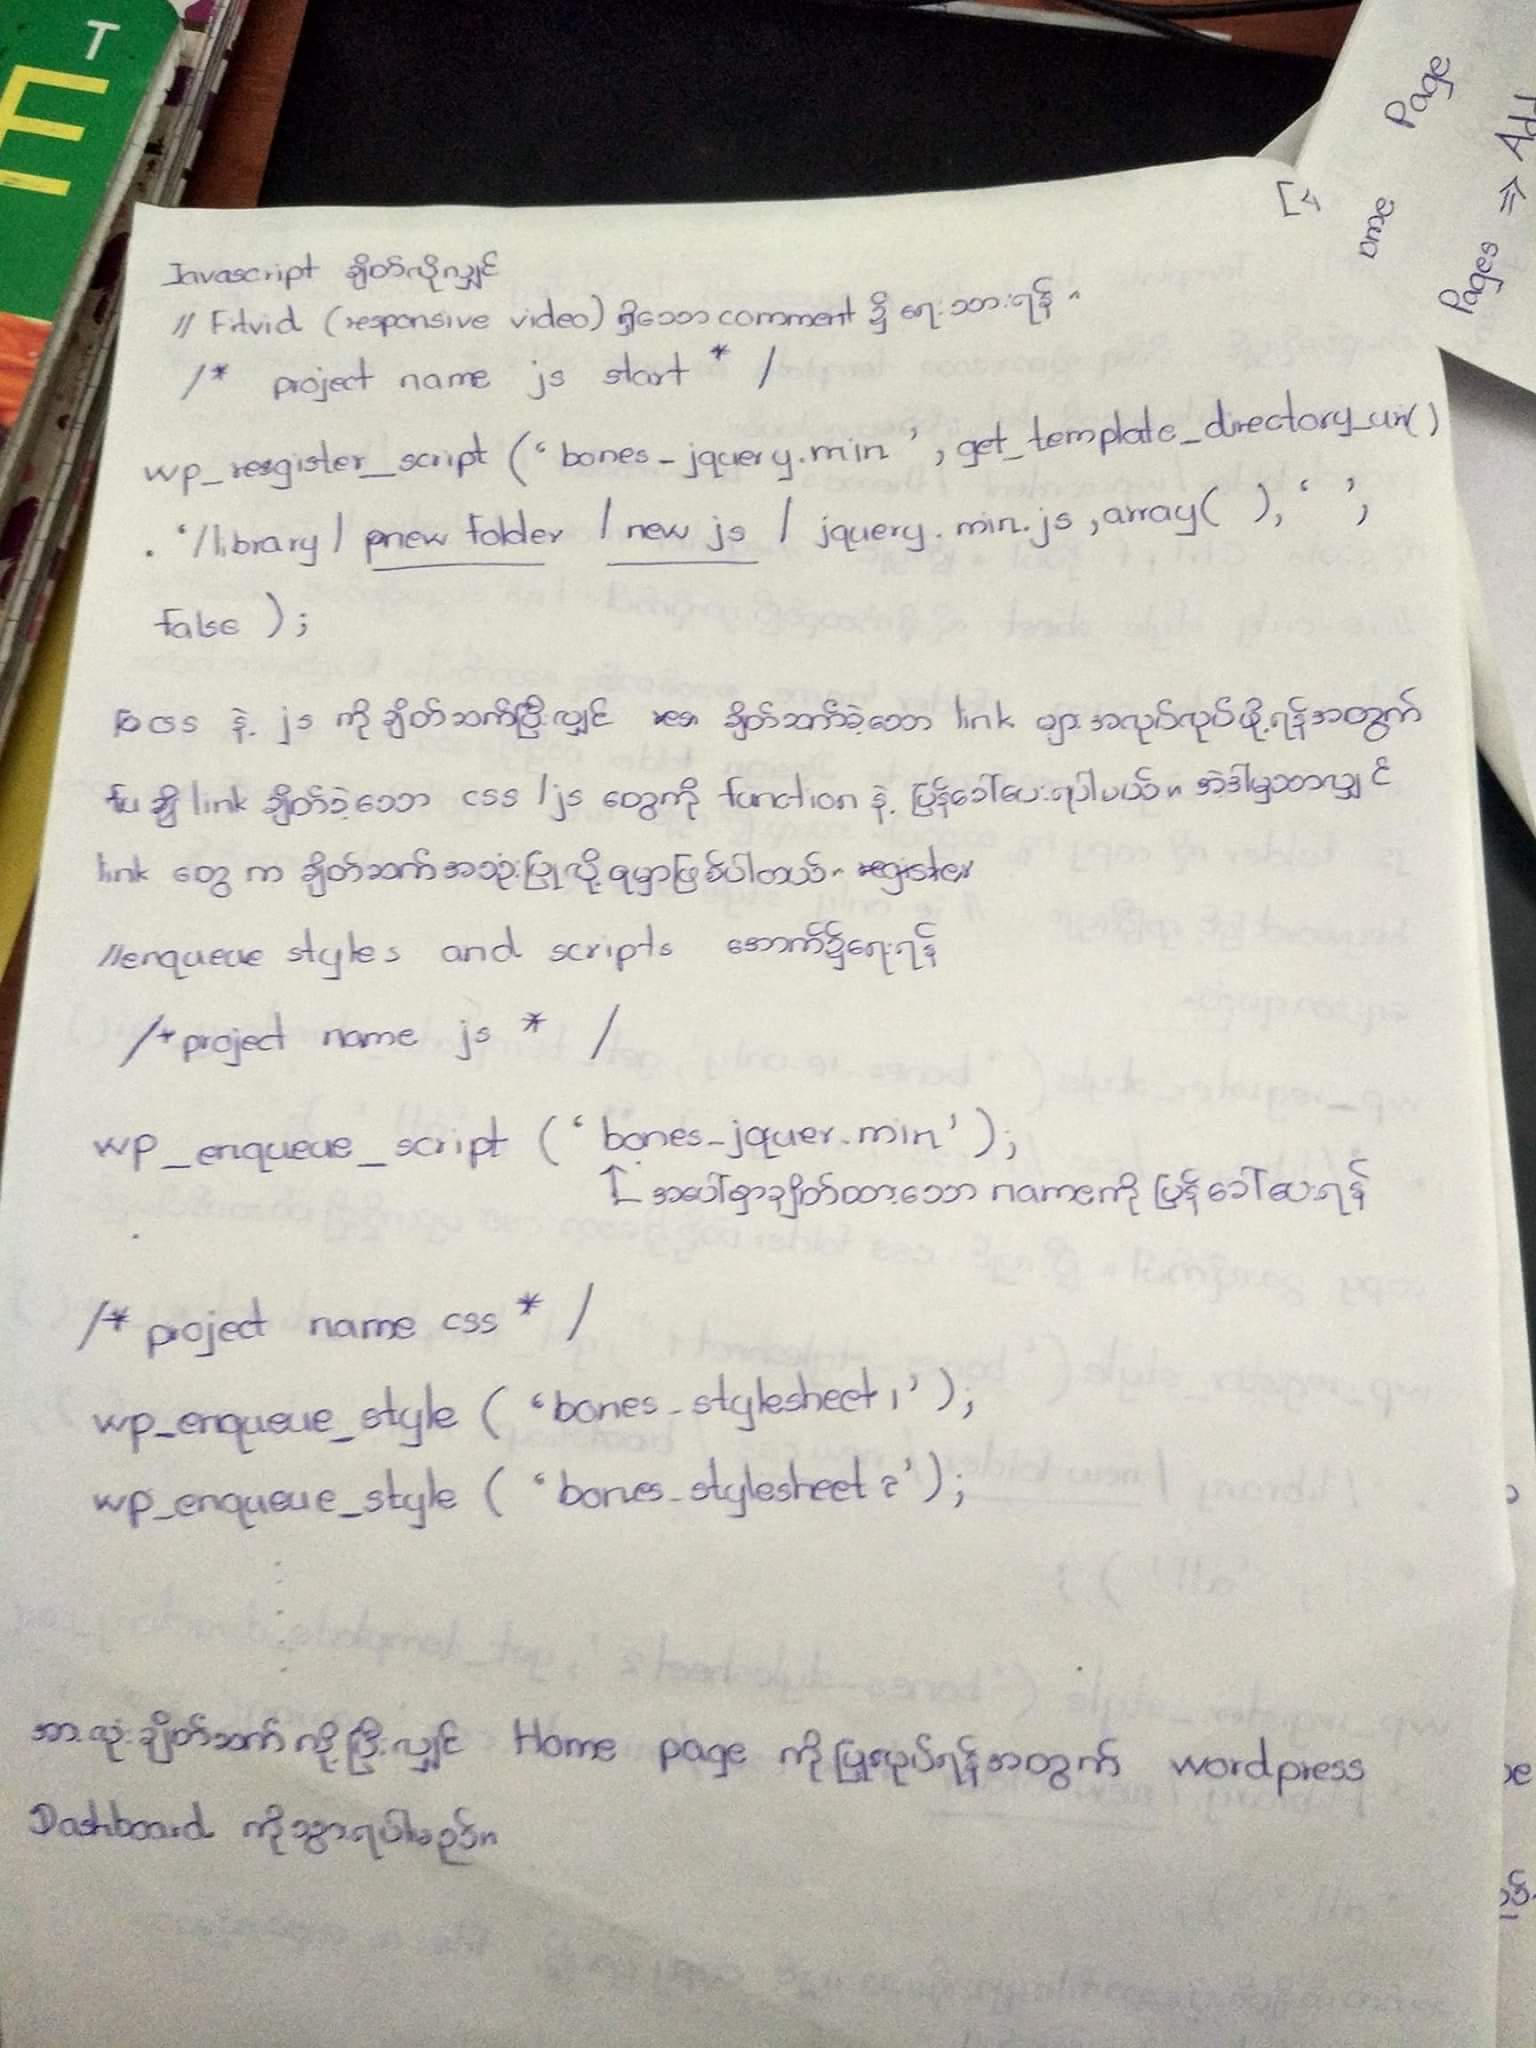 T
E
Page
ame
Pages ⇒ Add
Javascript ချိတ်လိုလျှင်
// Fitvid (responsive video) ရှိသော comment ၌ ရေးသားရန်။
/* project name js start * /
wp_resgister_script (‘ bones - jquery.min ’ , get_template_directory_uri()
. ‘/library / new folder / new js / jquery . min.js , array( ), ‘ ’ ,
false ) ;
css နဲ့ js ကို ချိတ်ဆက်ပြီးလျှင် ချိတ်ဆက်ခဲ့သော link များ အလုပ်လုပ်ဖို့ရန်အတွက်
link ချိတ်ခဲ့သော css / js တွေကို function နဲ့ ပြန်ခေါ်ပေးရပါမယ်။ အဲဒါမှသာလျှင်
link တွေ က ချိတ်ဆက်အသုံးပြုလို့ ရမှာဖြစ်ပါတယ်။ register
//enqueue styles and scripts အောက်၌ရေးရန်
/*project name js * /
wp_enqueue_script (‘ bones-jquer.min’ ) ;
အပေါ်မှာချိတ်ထားသော nameကို ပြန်ခေါ်ပေးရန်
/* project name css * /
wp_enqueue_style ( ‘bones-stylesheet1’ ) ;
wp_enqueue_style ( ‘bones-stylesheet2’ ) ;
အားလုံးချိတ်ဆက်လို့ပြီးလျှင် Home page ကိုပြုလုပ်ရန်အတွက် wordpress
Dashboard ကိုသွားရပါမည်။